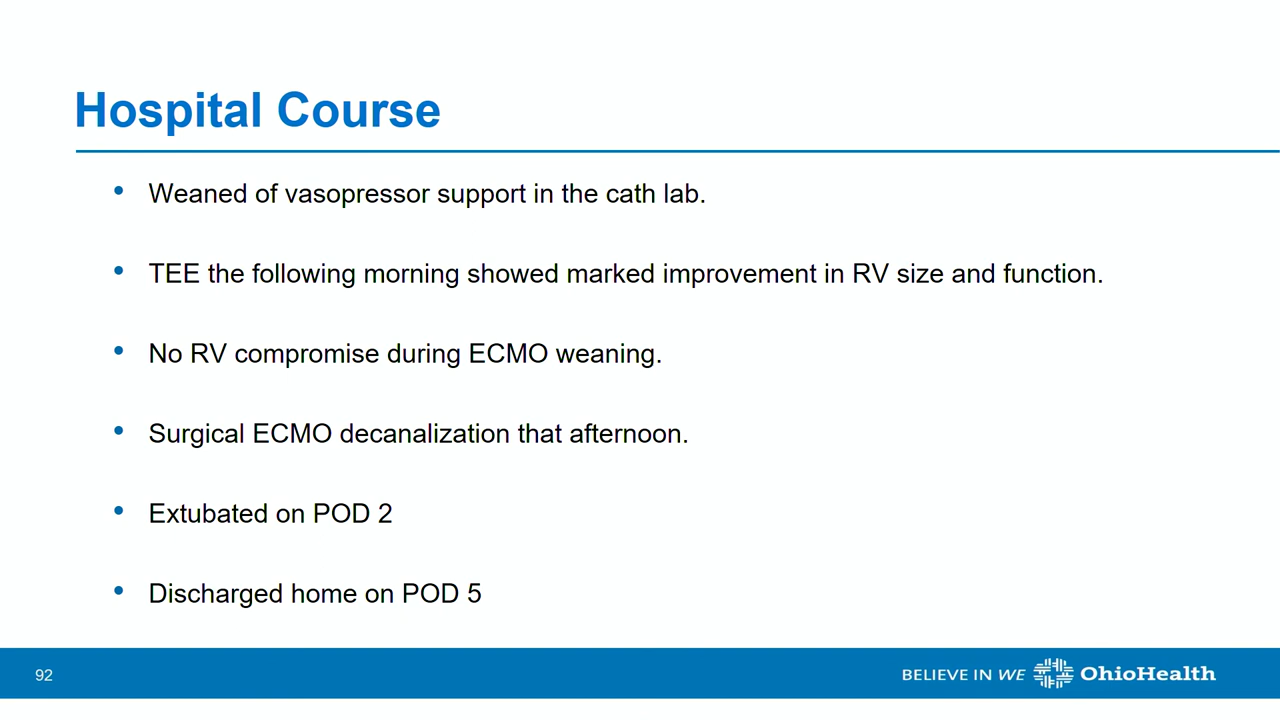 Hospital Course
• Weaned of vasopressor support in the cath lab.
• TEE the following morning showed marked improvement in RV size and function.
• No RV compromise during ECMO weaning.
• Surgical ECMO decanalization that afternoon.
• Extubated on POD 2
• Discharged home on POD 5
92
BELIEVE IN WE OhioHealth